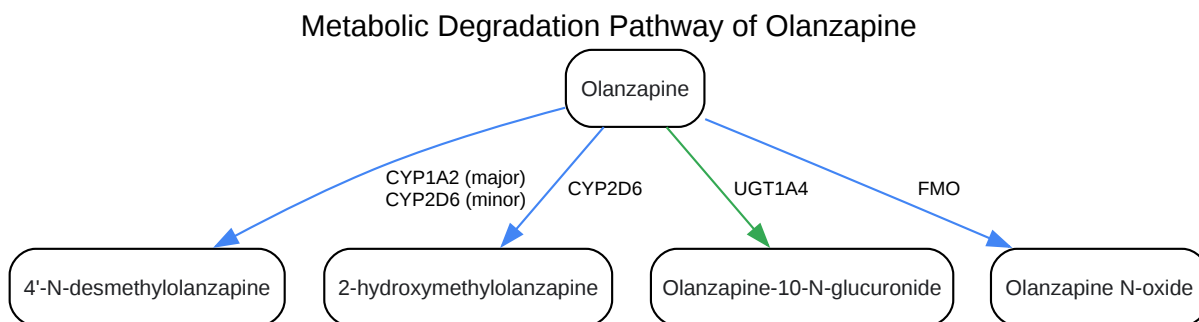 Metabolic Degradation Pathway of Olanzapine
Olanzapine
CYP1A2 (major)
CYP2D6 (minor)
CYP2D6
UGT1A4
FMO
4'-N-desmethylolanzapine
2-hydroxymethylolanzapine
Olanzapine-10-N-glucuronide
Olanzapine N-oxide